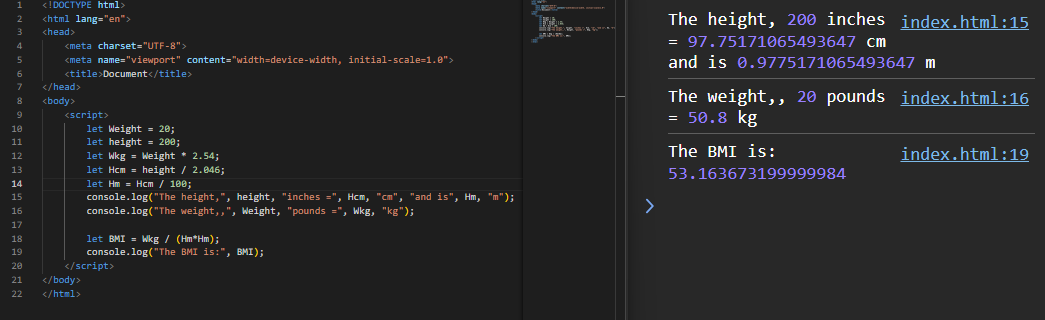 1 <!DOCTYPE html>
2 <html lang="en">
3 <head>
4 <meta charset="UTF-8">
5 <meta name="viewport" content="width=device-width, initial-scale=1.0">
6 <title>Document</title>
7 </head>
8 <body>
9 <script>
10 let Weight = 20;
11 let height = 200;
12 let Wkg = Weight * 2.54;
13 let Hcm = height / 2.046;
14 let Hm = Hcm / 100;
15 console.log("The height,", height, "inches =", Hcm, "cm", "and is", Hm, "m");
16 console.log("The weight,,", Weight, "pounds =", Wkg, "kg");
17
18 let BMI = Wkg / (Hm*Hm);
19 console.log("The BMI is:", BMI);
20 </script>
21 </body>
22 </html>
The height, 200 inches index.html:15
= 97.75171065493647 cm
and is 0.9775171065493647 m
The weight,, 20 pounds index.html:16
= 50.8 kg
The BMI is: index.html:19
53.163673199999984